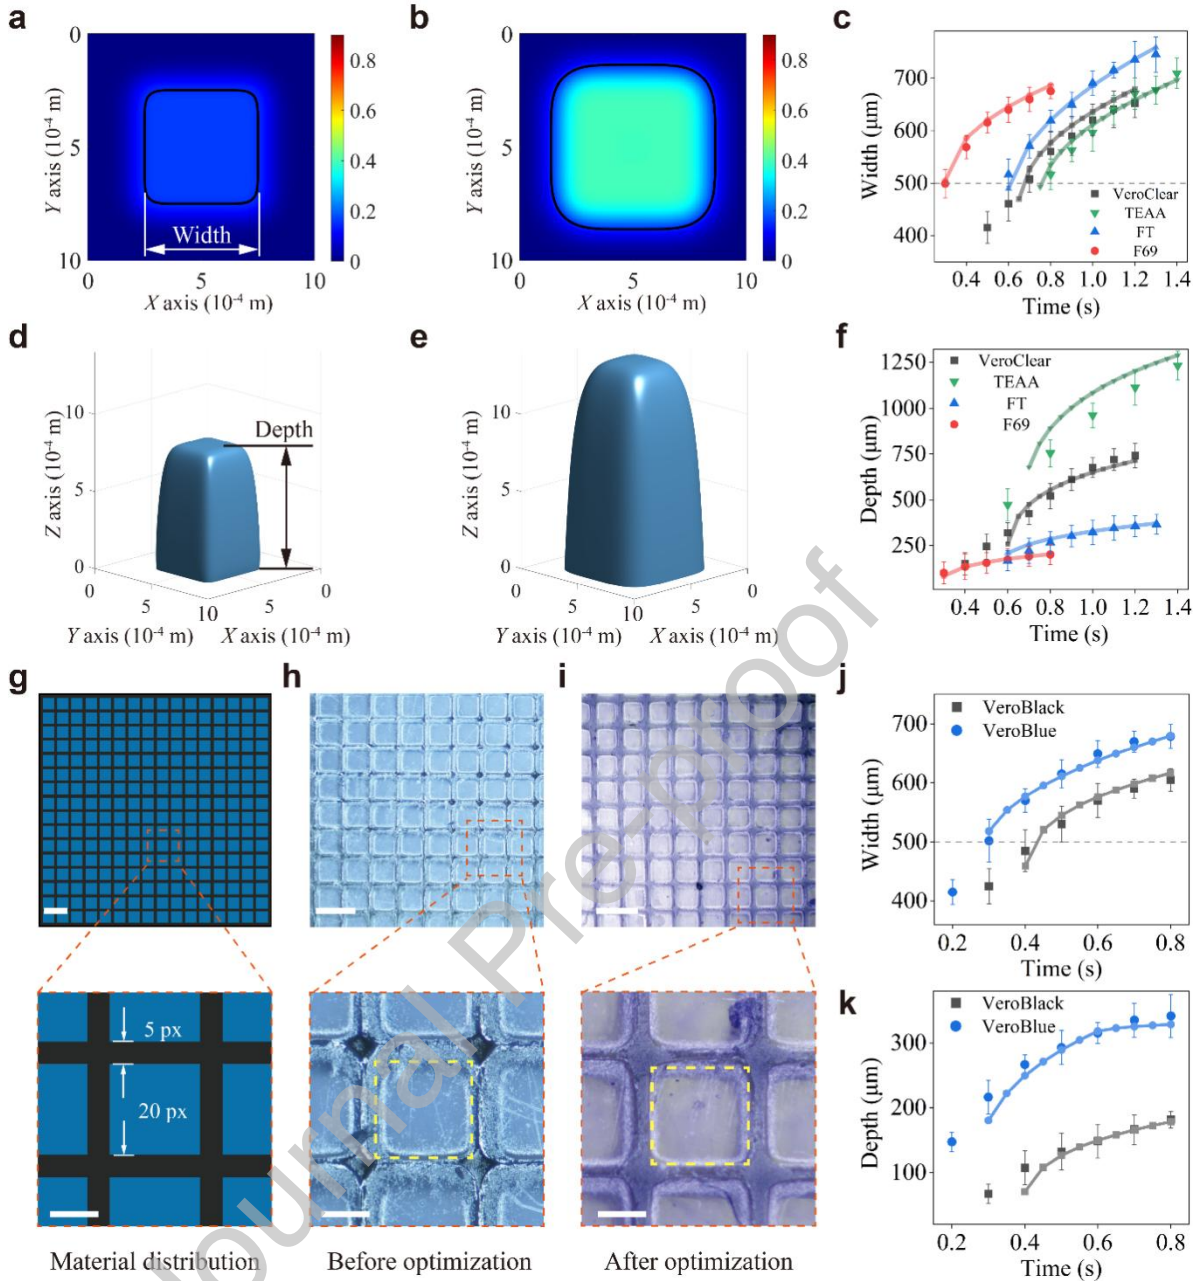 a
0
5
10
Y axis (10⁻⁴ m)
Width
0 5 10
X axis (10⁻⁴ m)
0.8
0.6
0.4
0.2
0
b
0
5
10
Y axis (10⁻⁴ m)
0 5 10
X axis (10⁻⁴ m)
0.8
0.6
0.4
0.2
0
c
700
600
500
400
Width (μm)
VeroClear
TEAA
FT
F69
0.4 0.6 0.8 1.0 1.2 1.4
Time (s)
d
10
5
0
Z axis (10⁻⁴ m)
Depth
0 5 10 5 0
Y axis (10⁻⁴ m) X axis (10⁻⁴ m)
e
10
5
0
Z axis (10⁻⁴ m)
0 5 10 5 0
Y axis (10⁻⁴ m) X axis (10⁻⁴ m)
f
1250
1000
750
500
250
Depth (μm)
VeroClear
TEAA
FT
F69
0.4 0.6 0.8 1.0 1.2 1.4
Time (s)
g
5 px
20 px
Material distribution
h
Before optimization
i
After optimization
j
700
600
500
400
Width (μm)
VeroBlack
VeroBlue
0.2 0.4 0.6 0.8
Time (s)
k
300
200
100
Depth (μm)
VeroBlack
VeroBlue
0.2 0.4 0.6 0.8
Time (s)
Journal Pre-proof